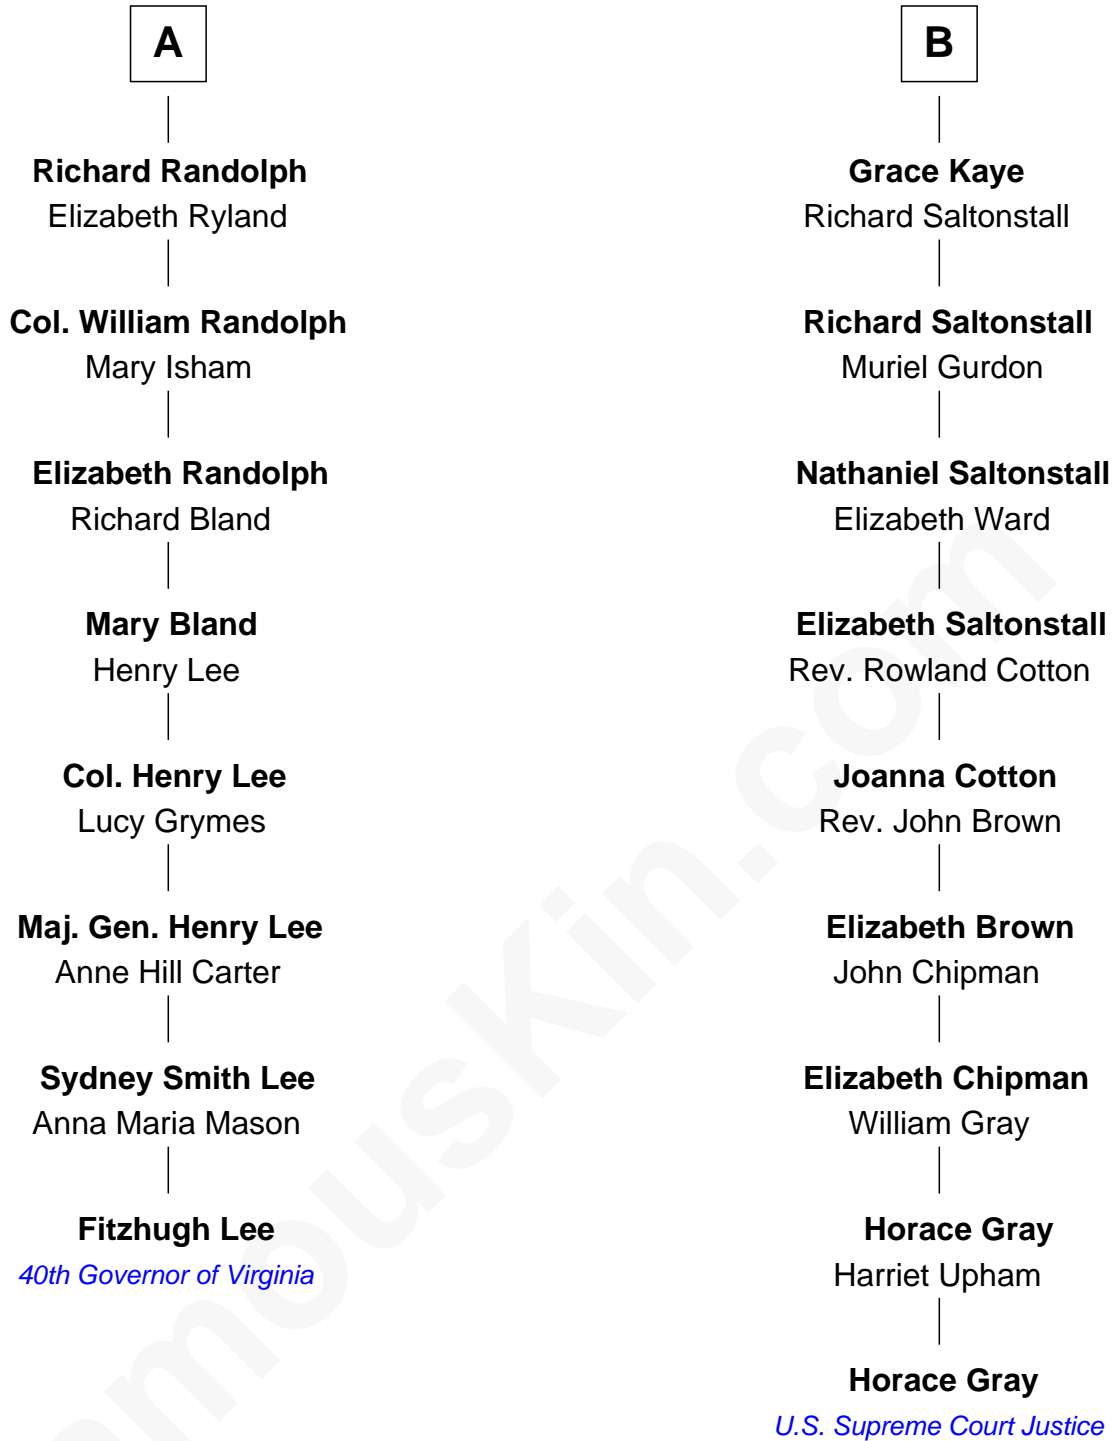 A
Richard Randolph
Elizabeth Ryland
Col. William Randolph
Mary Isham
Elizabeth Randolph
Richard Bland
Mary Bland
Henry Lee
Col. Henry Lee
Lucy Grymes
Maj. Gen. Henry Lee
Anne Hill Carter
Sydney Smith Lee
Anna Maria Mason
Fitzhugh Lee
40th Governor of Virginia
B
Grace Kaye
Richard Saltonstall
Richard Saltonstall
Muriel Gurdon
Nathaniel Saltonstall
Elizabeth Ward
Elizabeth Saltonstall
Rev. Rowland Cotton
Joanna Cotton
Rev. John Brown
Elizabeth Brown
John Chipman
Elizabeth Chipman
William Gray
Horace Gray
Harriet Upham
Horace Gray
U.S. Supreme Court Justice
amouskin.com